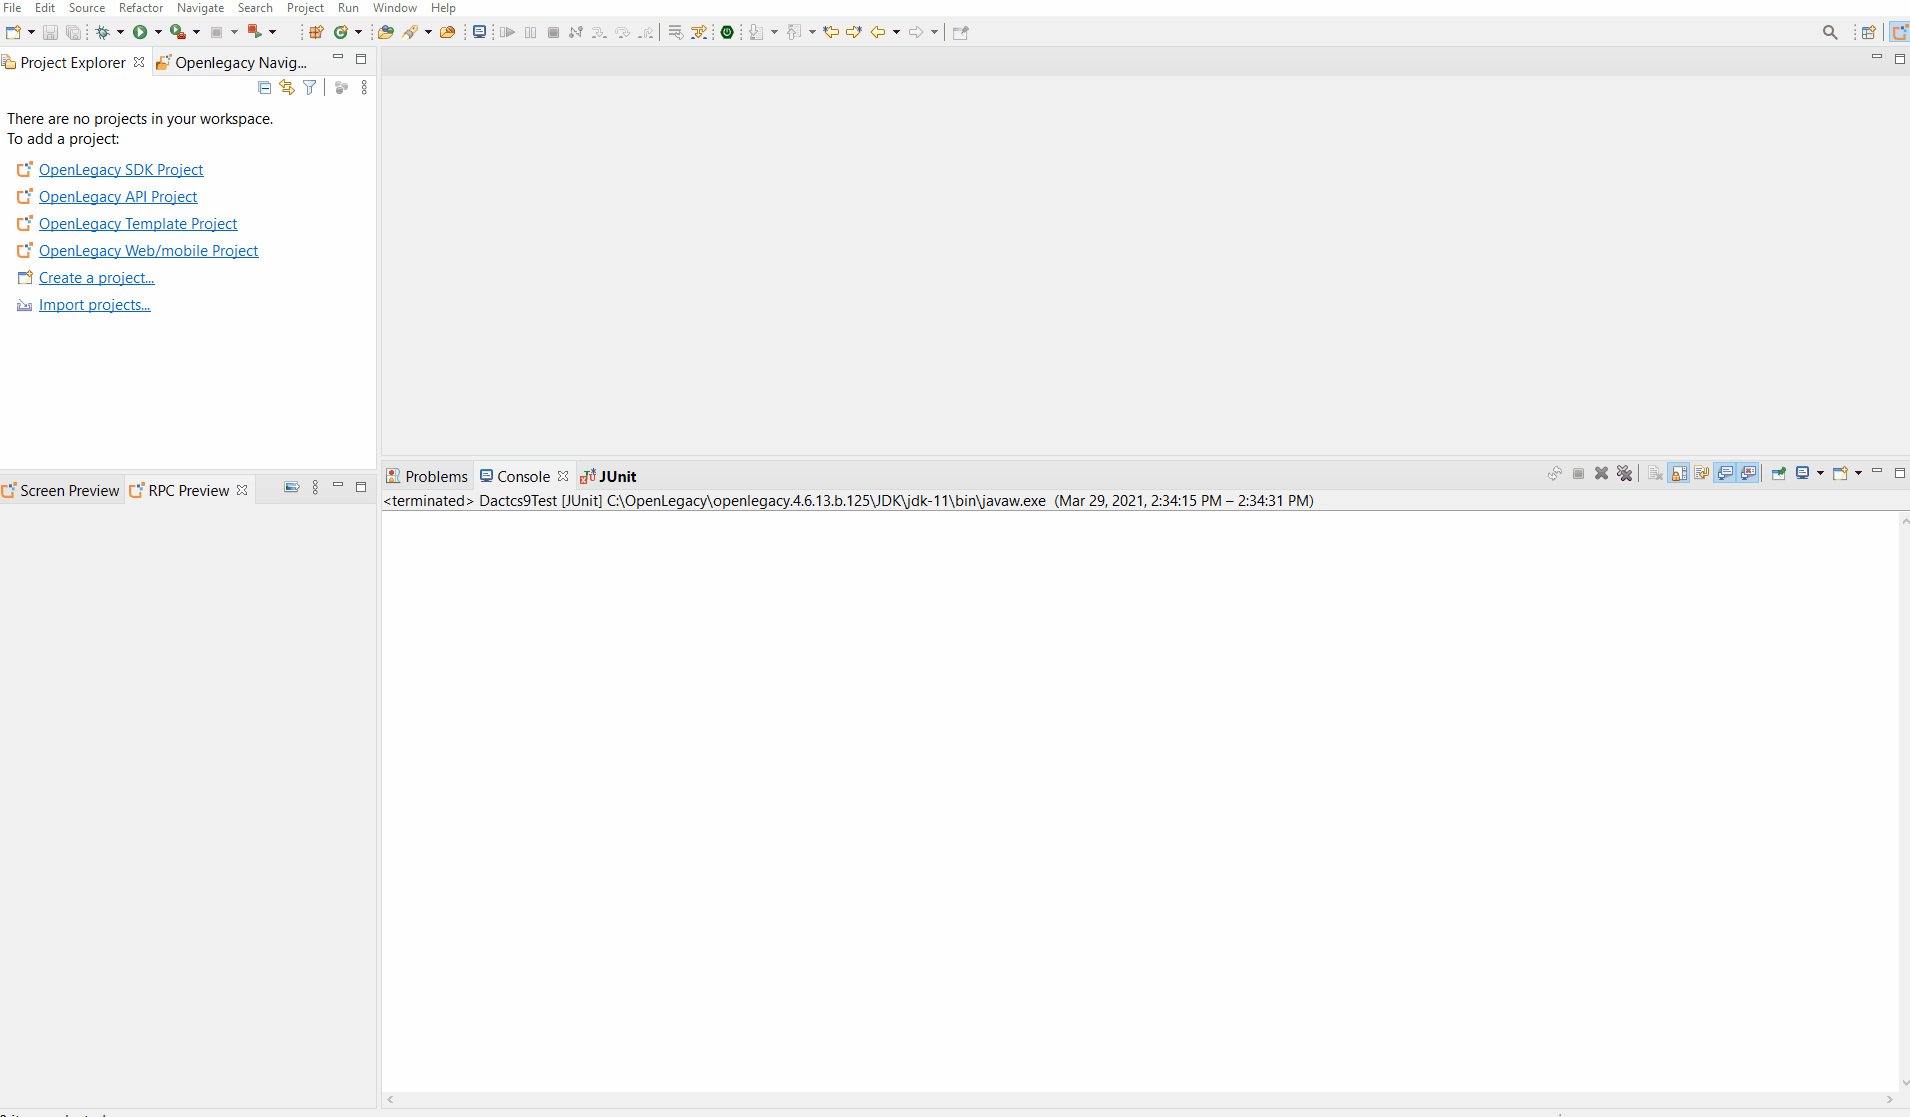 File Edit Source Refactor Navigate Search Project Run Window Help
Project Explorer
Openlegacy Navig...
There are no projects in your workspace.
To add a project:
OpenLegacy SDK Project
OpenLegacy API Project
OpenLegacy Template Project
OpenLegacy Web/mobile Project
Create a project...
Import projects...
Screen Preview
RPC Preview
Problems
Console
JUnit
<terminated> Dactcs9Test [JUnit] C:\OpenLegacy\openlegacy.4.6.13.b.125\JDK\jdk-11\bin\javaw.exe (Mar 29, 2021, 2:34:15 PM – 2:34:31 PM)